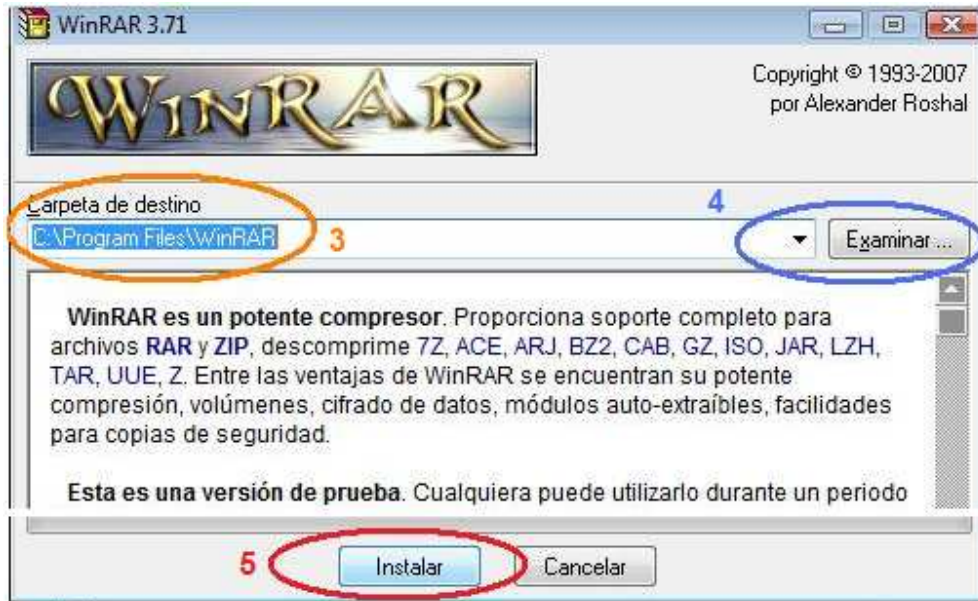 WinRAR 3.71
WINRAR
Copyright © 1993-2007
por Alexander Roshal
Carpeta de destino
4
C:\Program Files\WinRAR
3
Examinar ...
WinRAR es un potente compresor. Proporciona soporte completo para
archivos RAR y ZIP, descomprime 7Z, ACE, ARJ, BZ2, CAB, GZ, ISO, JAR, LZH,
TAR, UUE, Z. Entre las ventajas de WinRAR se encuentran su potente
compresión, volúmenes, cifrado de datos, módulos auto-extraíbles, facilidades
para copias de seguridad.
Esta es una versión de prueba. Cualquiera puede utilizarlo durante un periodo
5
Instalar
Cancelar